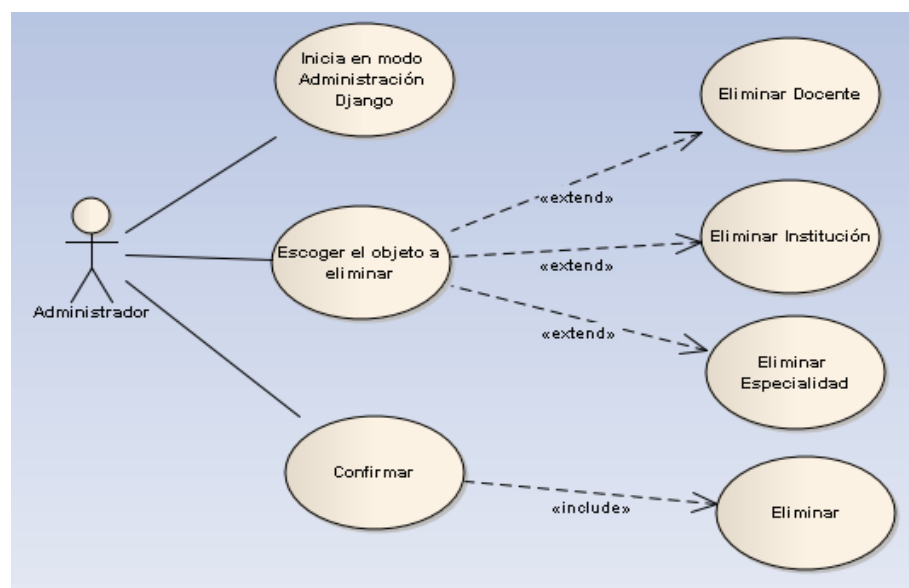 Inicia en modo
Administración
Django
Eliminar Docente
«extend»
Escoger el objeto a
eliminar
Eliminar Institución
«extend»
Administrador
«extend»
Eliminar
Especialidad
Confirmar
«include»
Eliminar